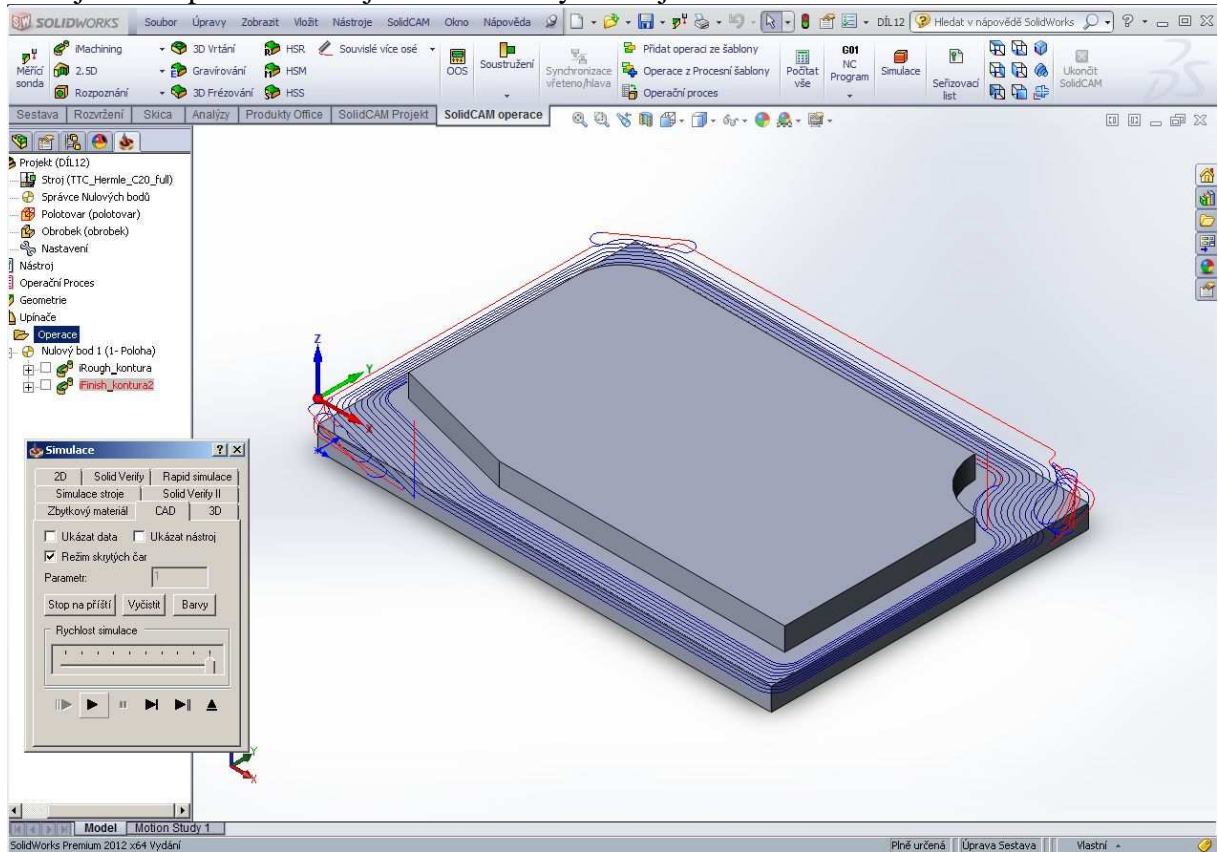 SOLIDWORKS Soubor Úpravy Zobrazit Vložit Nástroje SolidCAM Okno Nápověda DÍL12 Hledat v nápovědě SolidWorks
Měřicí sonda
iMachining
2.5D
Rozpoznání
3D Vrtání
Gravírování
3D Frézování
HSR
HSM
HSS
Souvislé více osé
OOS
Soustružení
Synchronizace vřeteno/hlava
Přidat operaci ze šablony
Operace z Procesní šablony
Operační proces
Počítat vše
G01
NC Program
Simulace
Seřizovací list
Ukončit SolidCAM
Sestava Rozvržení Skica Analýzy Produkty Office SolidCAM Projekt SolidCAM operace
Projekt (DÍL12)
Stroj (TTC_Hermle_C20_full)
Správce Nulových bodů
Polotovar (polotovar)
Obrobek (obrobek)
Nastavení
Nástroj
Operační Proces
Geometrie
Upínače
Operace
Nulový bod 1 (1- Poloha)
iRough_kontura
iFinish_kontura2
Z
Y
X
Simulace
2D Solid Verify Rapid simulace
Simulace stroje Solid Verify II
Zbytkový materiál CAD 3D
Ukázat data Ukázat nástroj
Režim skrytých čar
Parametr: 1
Stop na příští Vyčistit Barvy
Rychlost simulace
Y
X
Model Motion Study 1
SolidWorks Premium 2012 x64 Vydání Plně určená Úprava Sestava Vlastní